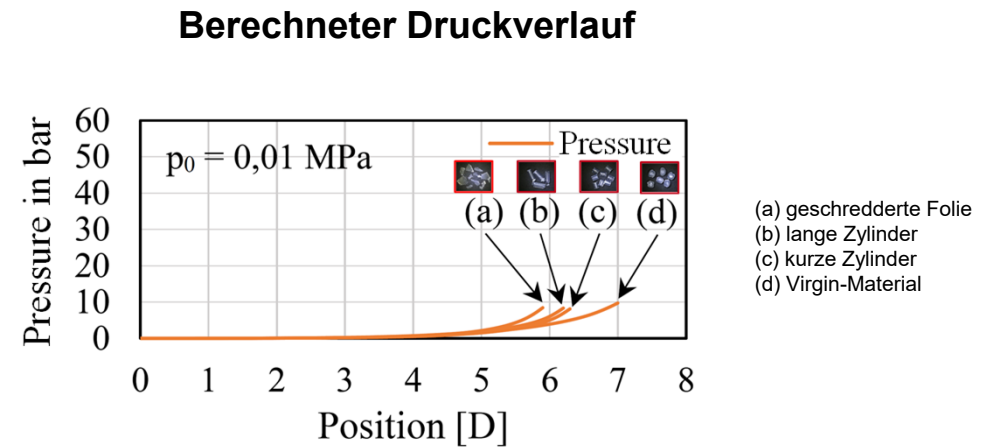 Berechneter Druckverlauf
Pressure in bar
60
50
40
30
20
10
0
p₀ = 0,01 MPa
Pressure
(a) (b) (c) (d)
0 1 2 3 4 5 6 7 8
Position [D]
(a) geschredderte Folie
(b) lange Zylinder
(c) kurze Zylinder
(d) Virgin-Material